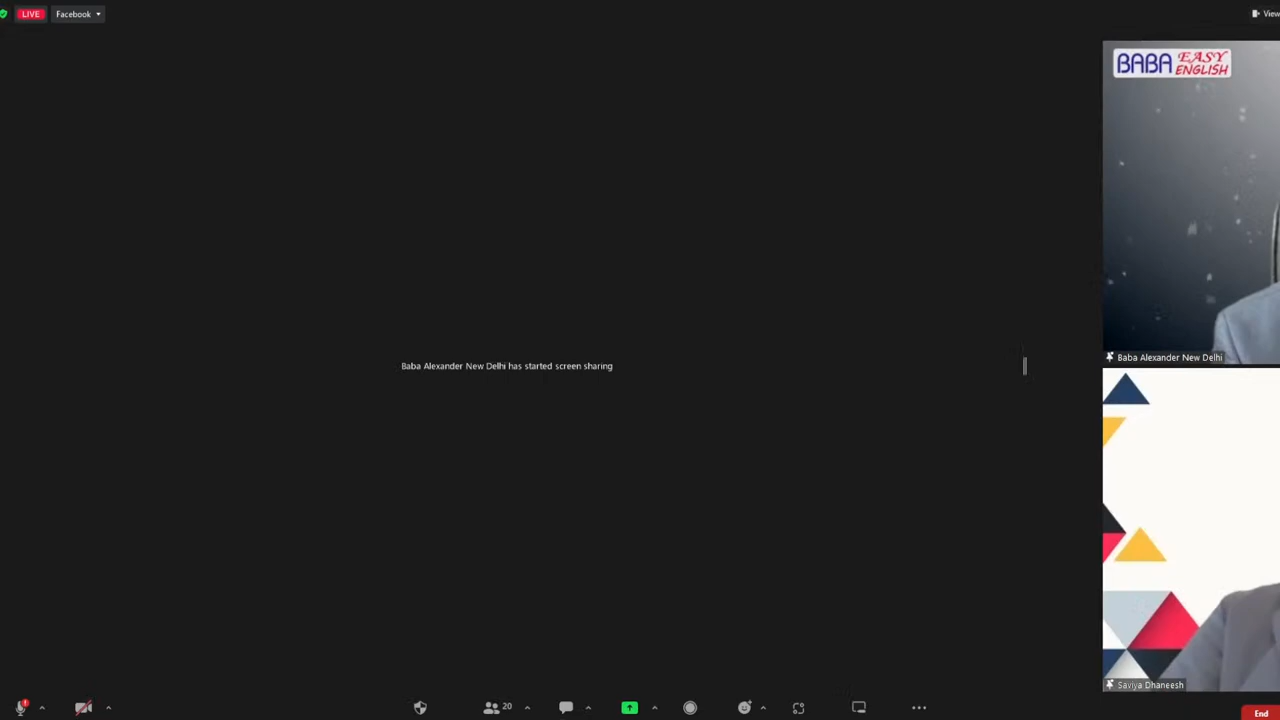 LIVE
Facebook
View
BABA EASY ENGLISH
Baba Alexander New Delhi has started screen sharing
Baba Alexander New Delhi
Saviya Dhaneesh
20
End